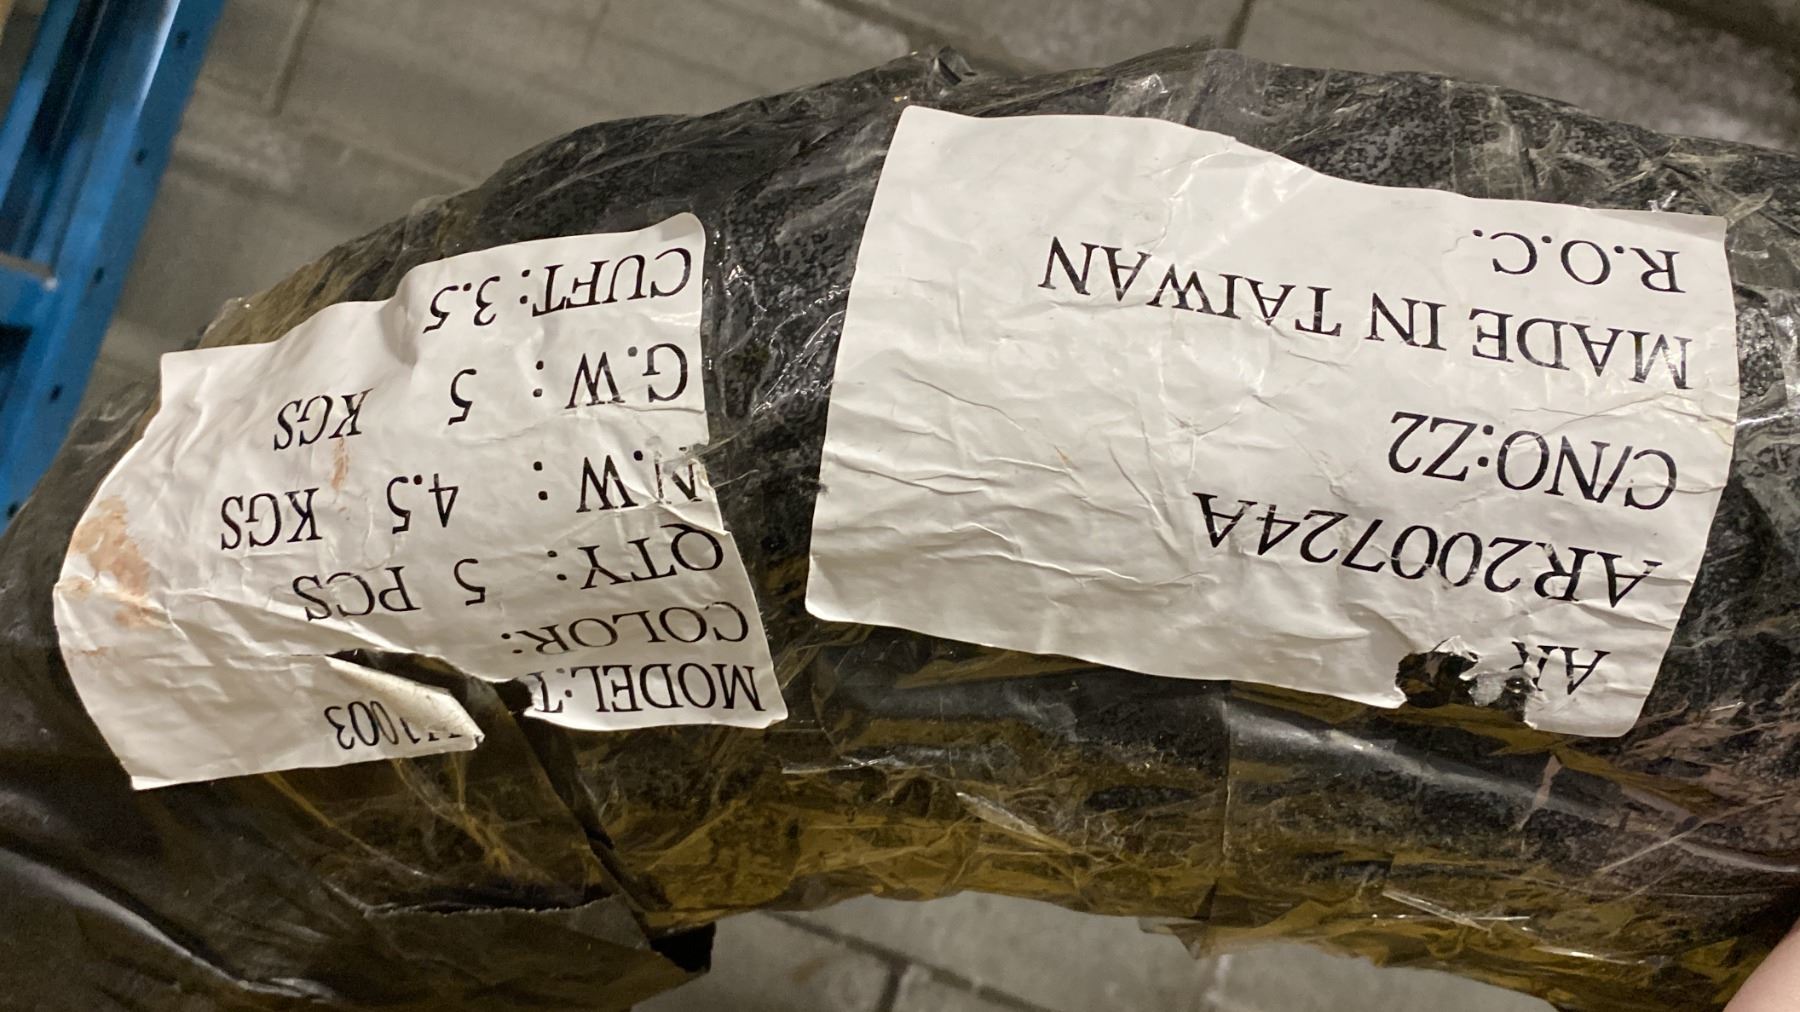 AR
AR200724A
C/NO:Z2
MADE IN TAIWAN
R.O.C.
MODEL:T 1003
COLOR:
QTY: 5 PCS
N.W: 4.5 KGS
G.W: 5 KGS
CUFT: 3.5